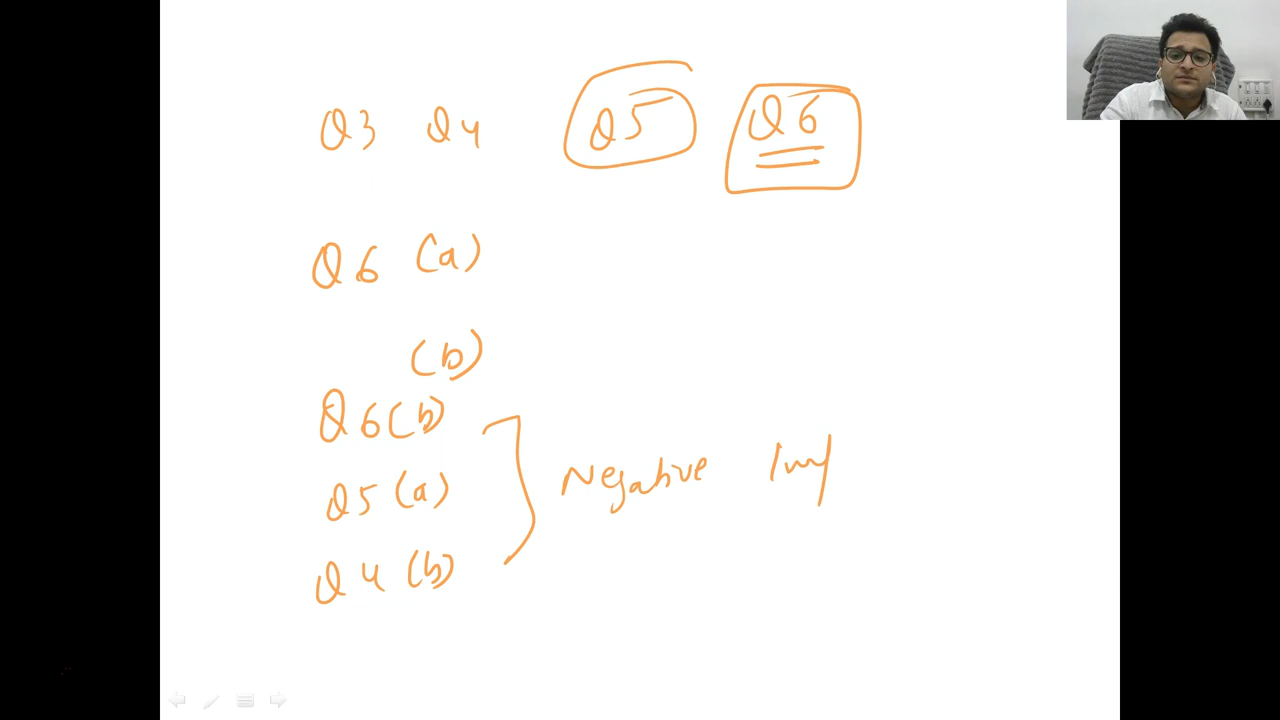 Q3 Q4 Q5 Q6
Q6 (a)
(b)
Q6(b)
Q5 (a)
Q4 (b)
Negative